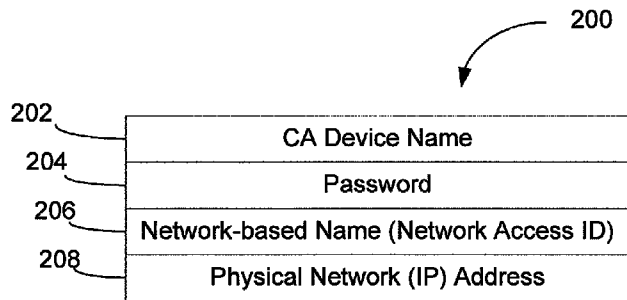 200
202
CA Device Name
204
Password
206
Network-based Name (Network Access ID)
208
Physical Network (IP) Address